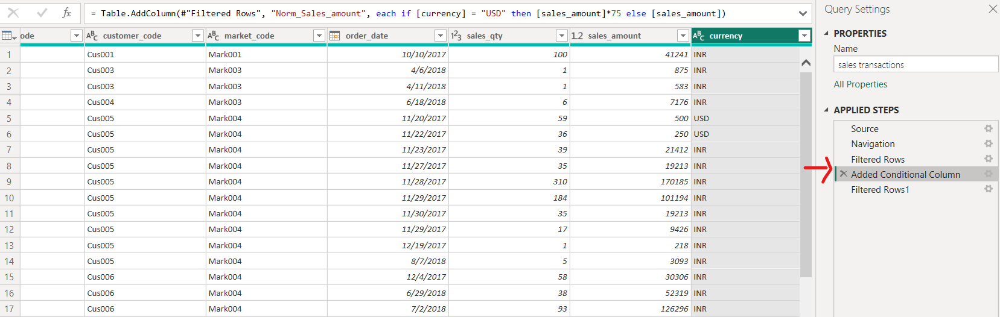 = Table.AddColumn(#"Filtered Rows", "Norm_Sales_amount", each if [currency] = "USD" then [sales_amount]*75 else [sales_amount])
ode customer_code market_code order_date sales_qty sales_amount currency
1 Cus001 Mark001 10/10/2017 100 41241 INR
2 Cus003 Mark003 4/6/2018 1 875 INR
3 Cus003 Mark003 4/11/2018 1 583 INR
4 Cus004 Mark003 6/18/2018 6 7176 INR
5 Cus005 Mark004 11/20/2017 59 500 USD
6 Cus005 Mark004 11/22/2017 36 250 USD
7 Cus005 Mark004 11/23/2017 39 21412 INR
8 Cus005 Mark004 11/27/2017 35 19213 INR
9 Cus005 Mark004 11/28/2017 310 170185 INR
10 Cus005 Mark004 11/29/2017 184 101194 INR
11 Cus005 Mark004 11/30/2017 35 19213 INR
12 Cus005 Mark004 11/29/2017 17 9426 INR
13 Cus005 Mark004 12/19/2017 1 218 INR
14 Cus005 Mark004 8/7/2018 5 3093 INR
15 Cus006 Mark004 12/4/2017 58 30306 INR
16 Cus006 Mark004 6/29/2018 38 52319 INR
17 Cus006 Mark004 7/2/2018 93 126296 INR
Query Settings
PROPERTIES
Name
sales transactions
All Properties
APPLIED STEPS
Source
Navigation
Filtered Rows
Added Conditional Column
Filtered Rows1